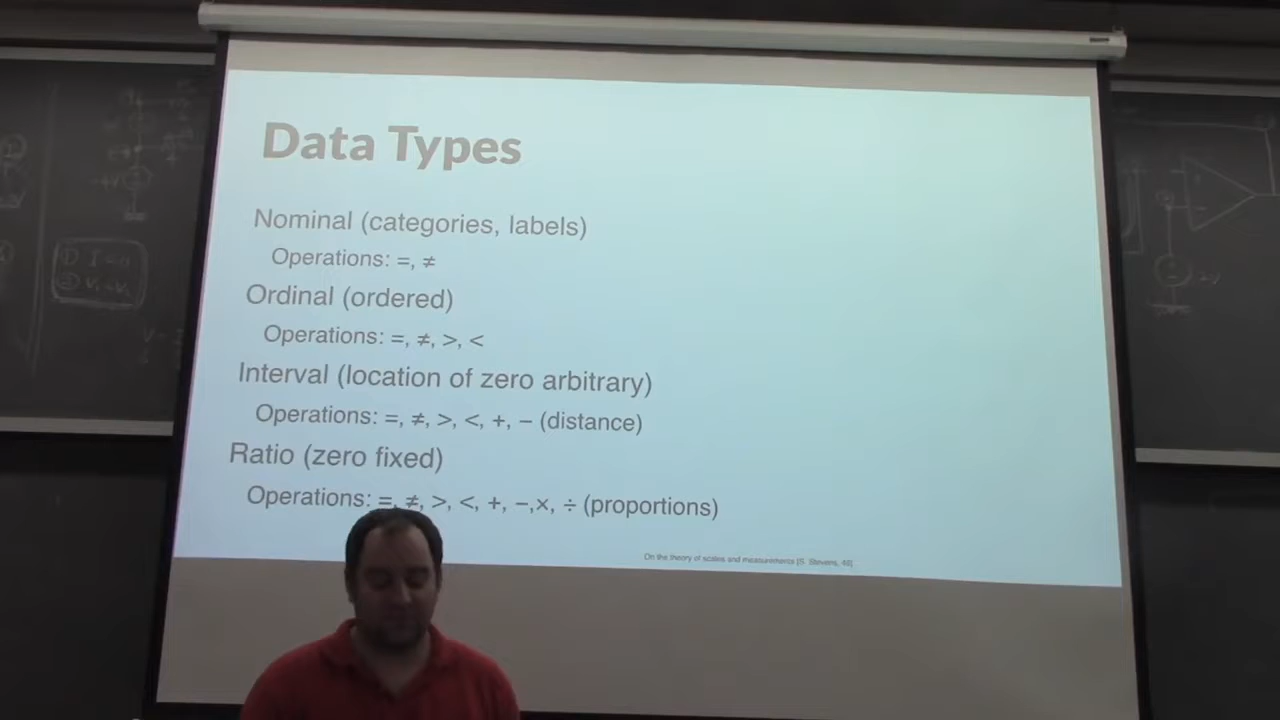 Data Types
Nominal (categories, labels)
Operations: =, ≠
Ordinal (ordered)
Operations: =, ≠, >, <
Interval (location of zero arbitrary)
Operations: =, ≠, >, <, +, − (distance)
Ratio (zero fixed)
Operations: =, ≠, >, <, +, −,×, ÷ (proportions)
On the theory of scales and measurements [S. Stevens, 46]